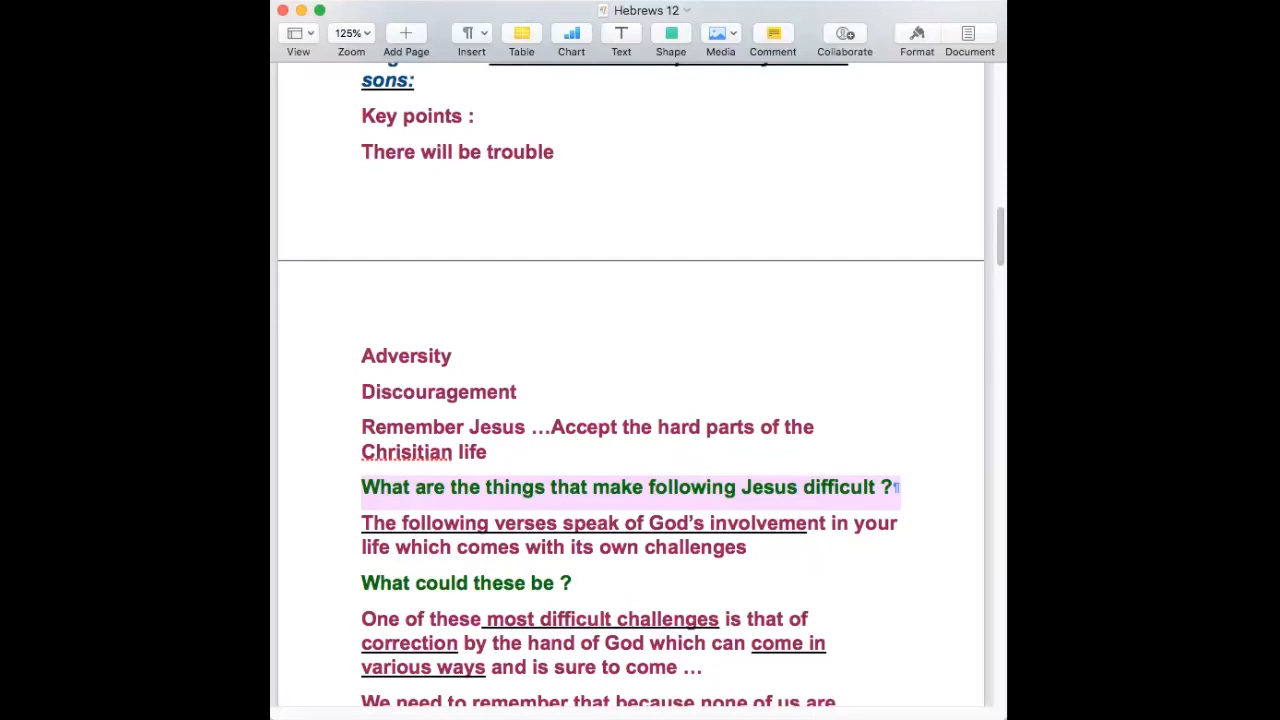 Hebrews 12
125%
View
Zoom
Add Page
Insert
Table
Chart
Text
Shape
Media
Comment
Collaborate
Format
Document
sons:
Key points :
There will be trouble
Adversity
Discouragement
Remember Jesus …Accept the hard parts of the
Chrisitian life
What are the things that make following Jesus difficult ?¶
The following verses speak of God’s involvement in your
life which comes with its own challenges
What could these be ?
One of these most difficult challenges is that of
correction by the hand of God which can come in
various ways and is sure to come …
We need to remember that because none of us are